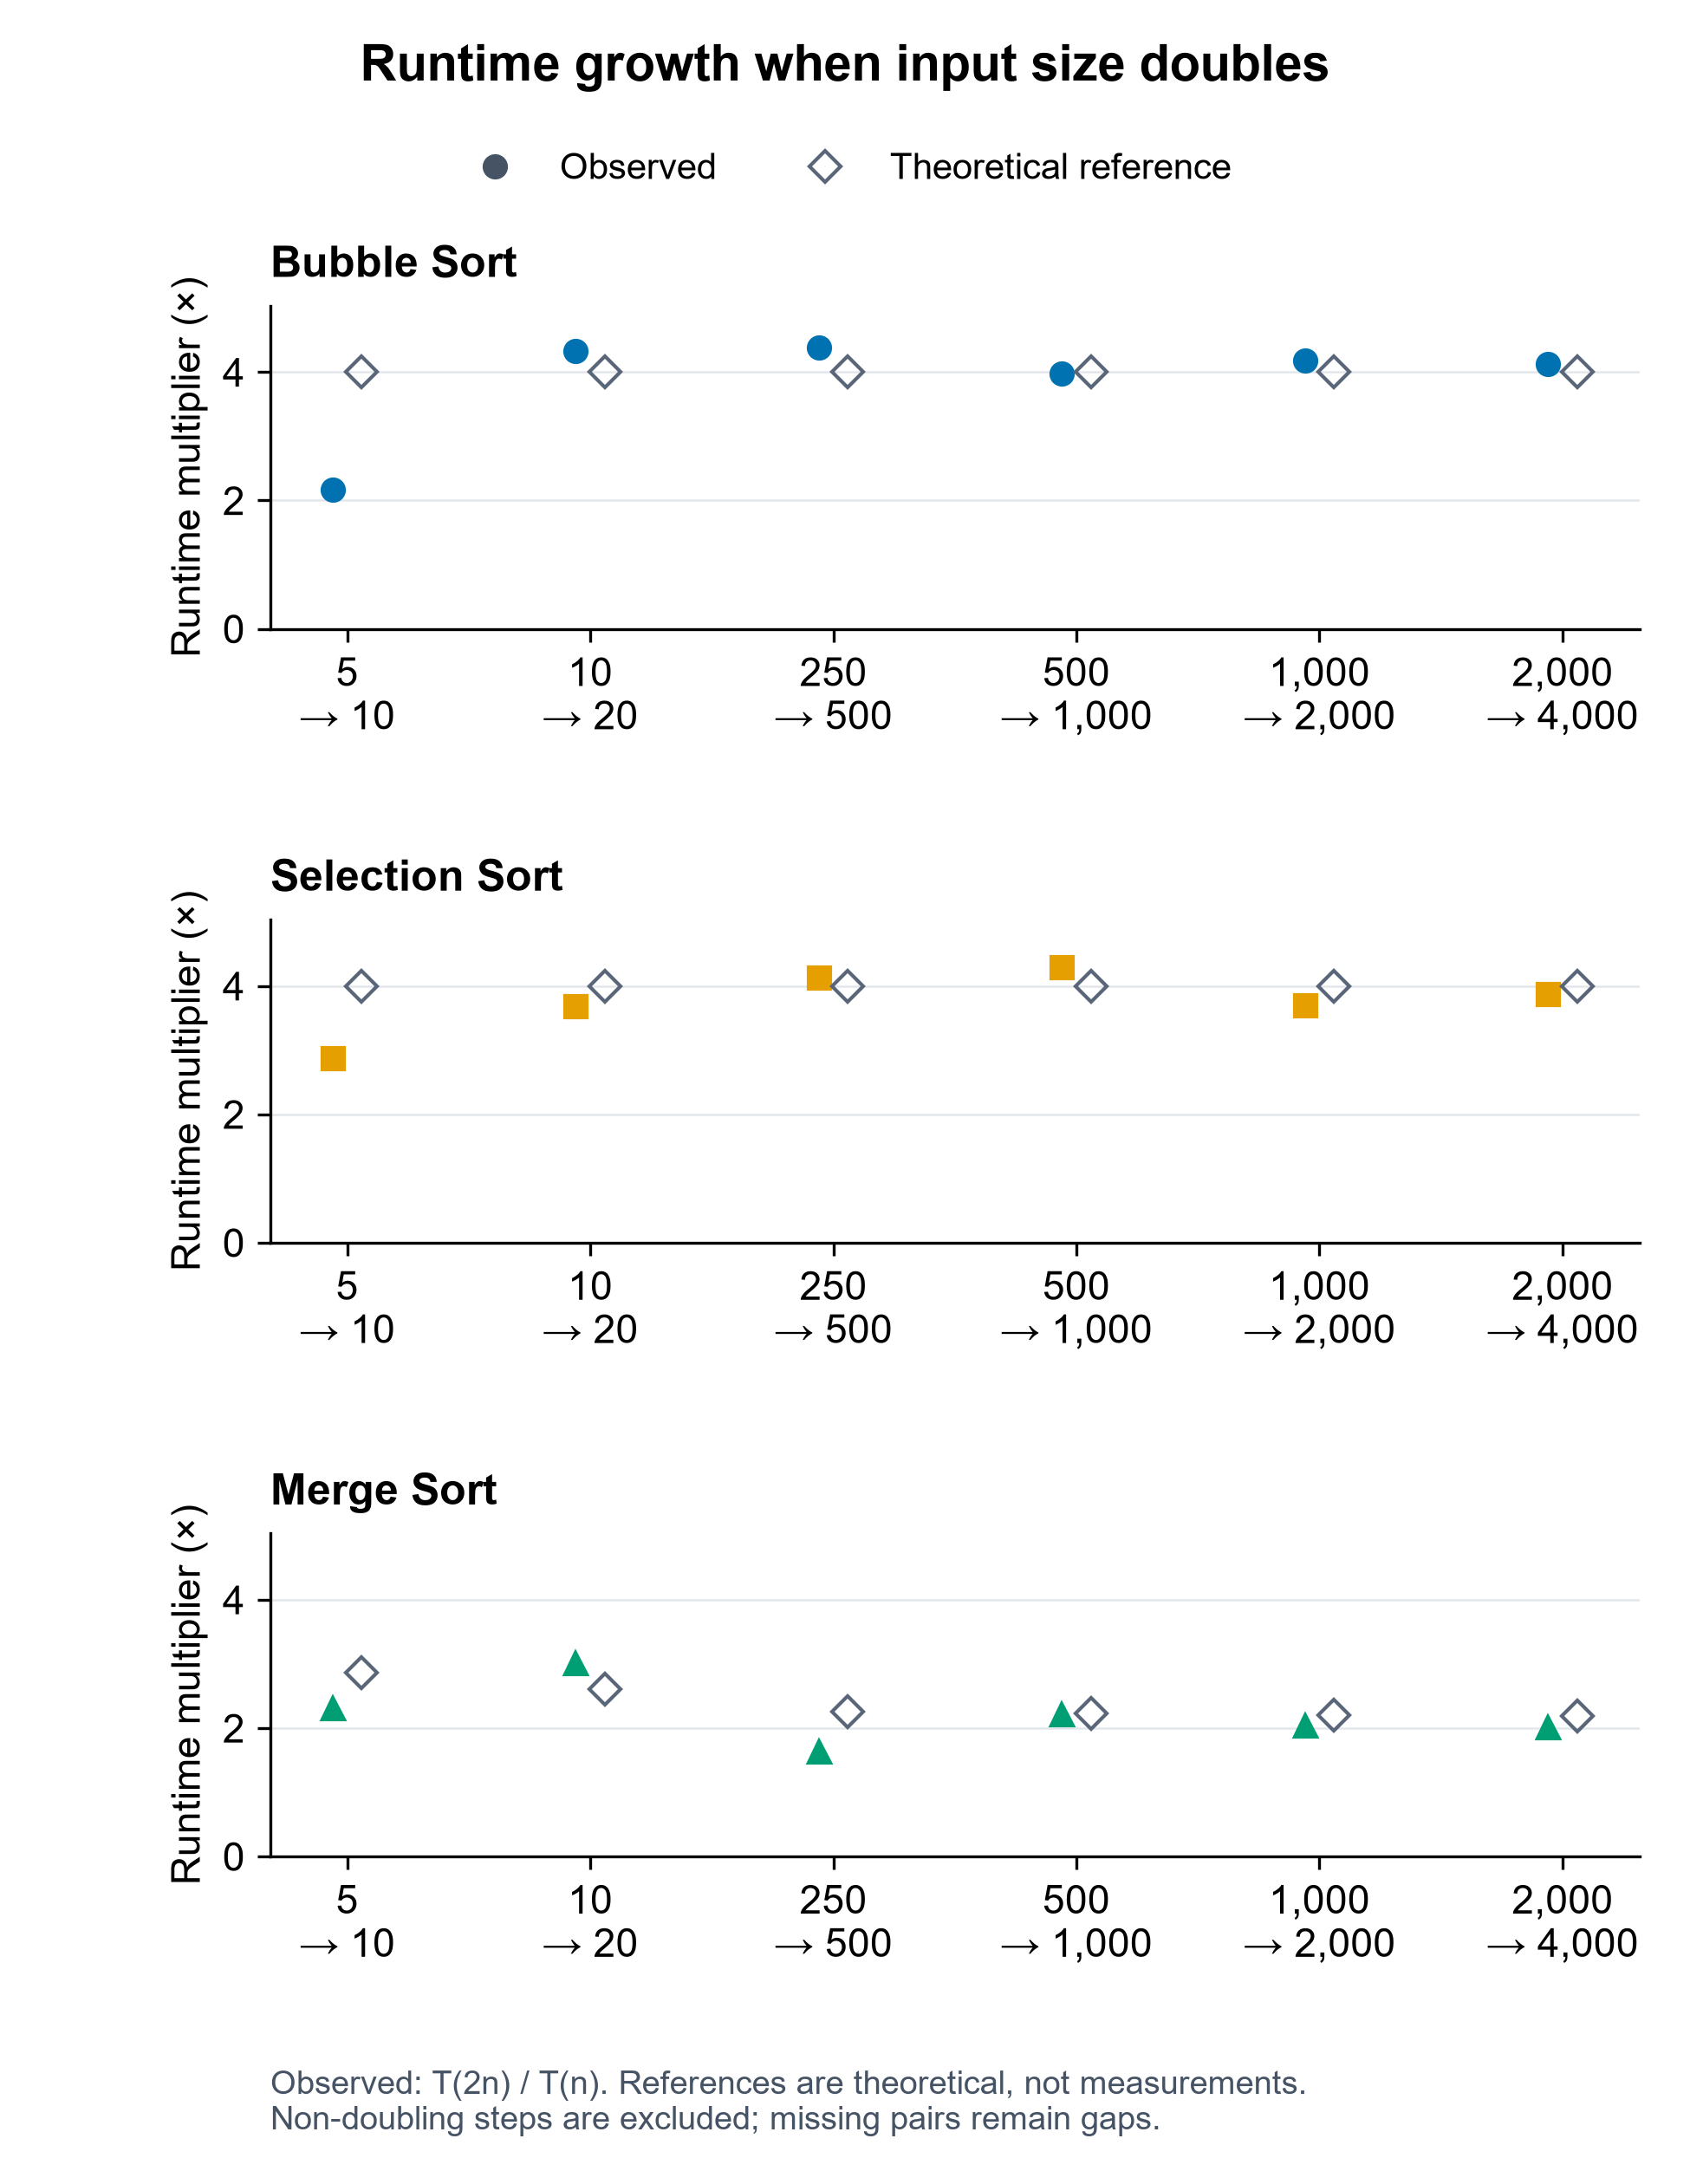 Runtime growth when input size doubles
Observed
Theoretical reference
Bubble Sort
Runtime multiplier (×)
4
2
0
5 → 10
10 → 20
250 → 500
500 → 1,000
1,000 → 2,000
2,000 → 4,000
Selection Sort
Runtime multiplier (×)
4
2
0
5 → 10
10 → 20
250 → 500
500 → 1,000
1,000 → 2,000
2,000 → 4,000
Merge Sort
Runtime multiplier (×)
4
2
0
5 → 10
10 → 20
250 → 500
500 → 1,000
1,000 → 2,000
2,000 → 4,000
Observed: T(2n) / T(n). References are theoretical, not measurements.
Non-doubling steps are excluded; missing pairs remain gaps.